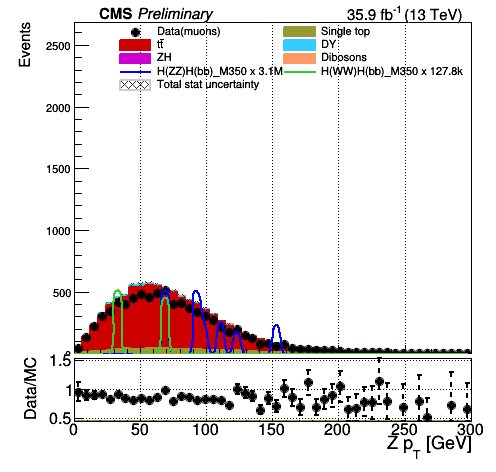 CMS Preliminary 35.9 fb⁻¹ (13 TeV)
Events
Data(muons) Single top
tt̄ DY
ZH Dibosons
H(ZZ)H(bb)_M350 x 3.1M H(WW)H(bb)_M350 x 127.8k
Total stat uncertainty
2500
2000
1500
1000
500
0
Data/MC
1.5
1
0.5
0 50 100 150 200 250 300
Z p_T [GeV]